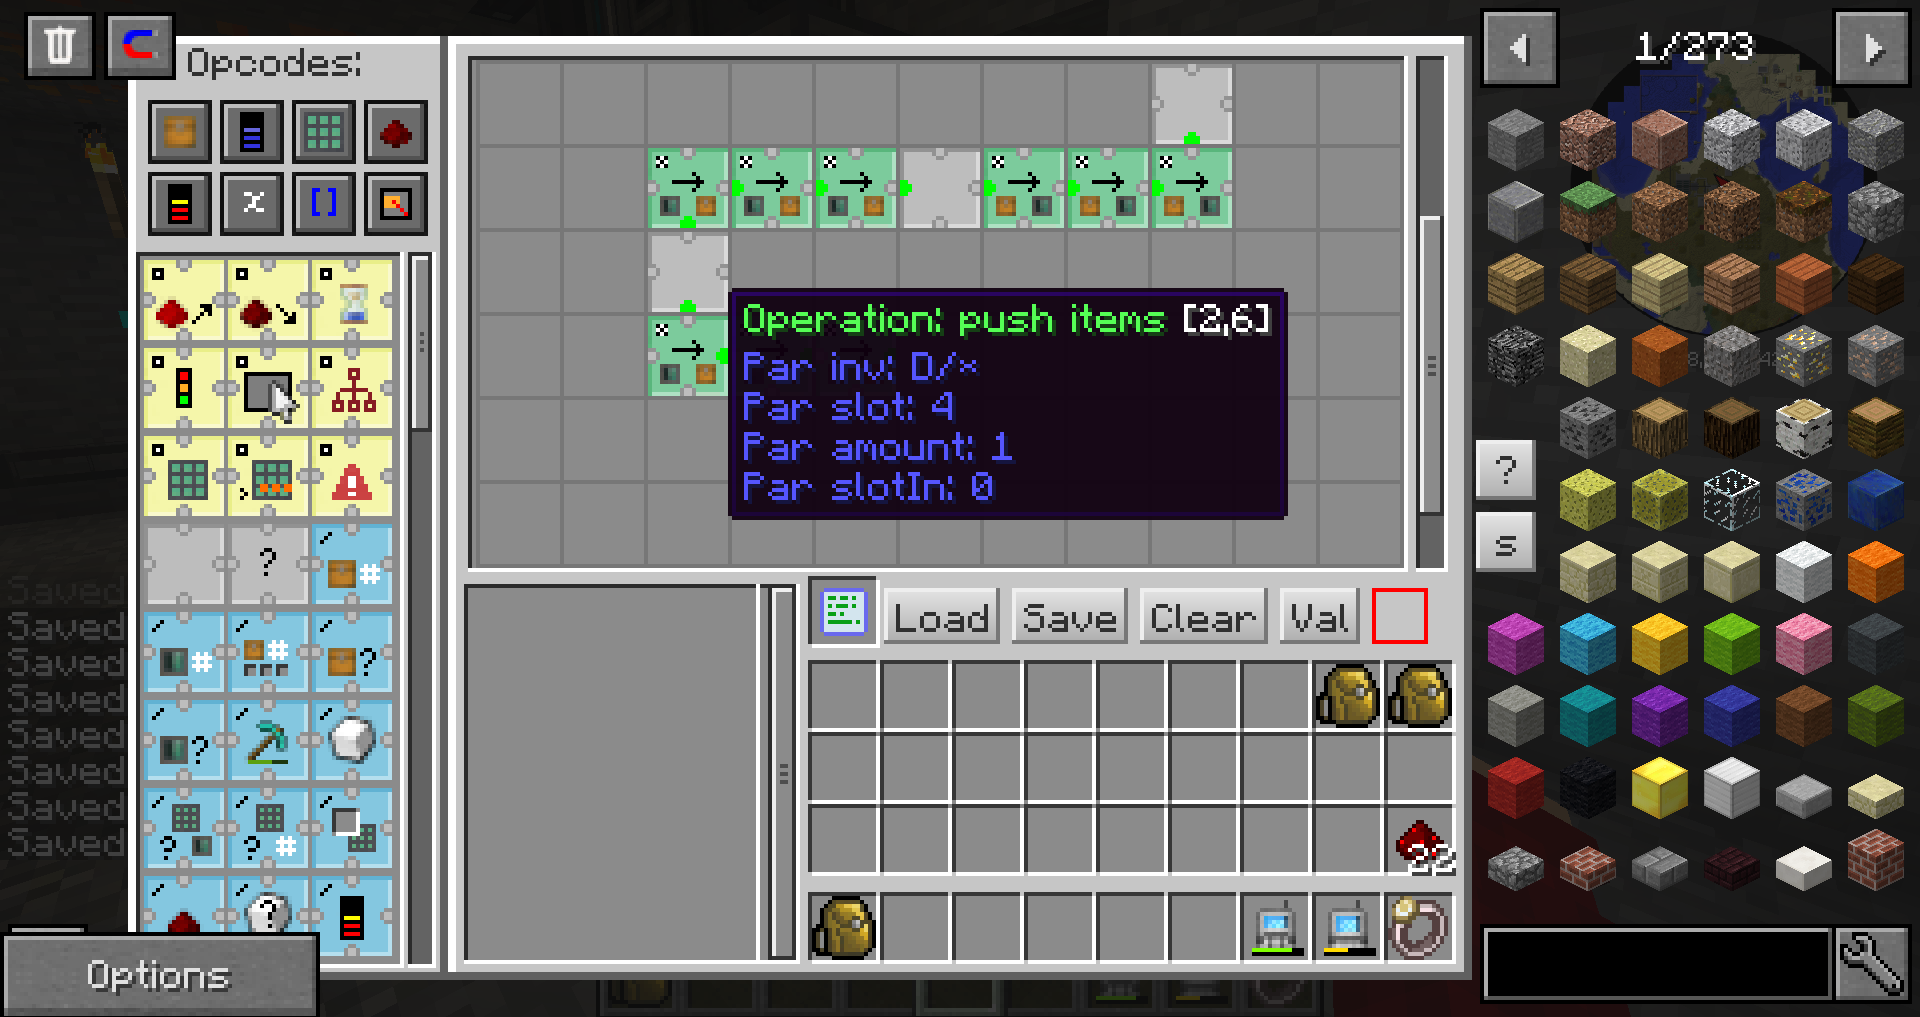 Opcodes:
1/273
Operation: push items [2,6]
Par inv: D/×
Par slot: 4
Par amount: 1
Par slotIn: 0
?
s
Load
Save
Clear
Val
Saved
Saved
Saved
Saved
Saved
Saved
Saved
Saved
22
Options